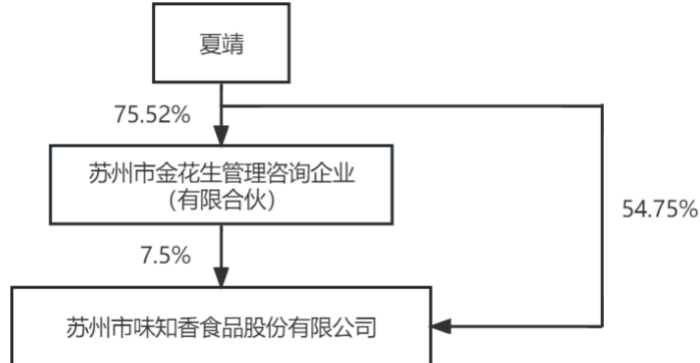 夏靖
75.52%
苏州市金花生管理咨询企业
（有限合伙）
54.75%
7.5%
苏州市味知香食品股份有限公司